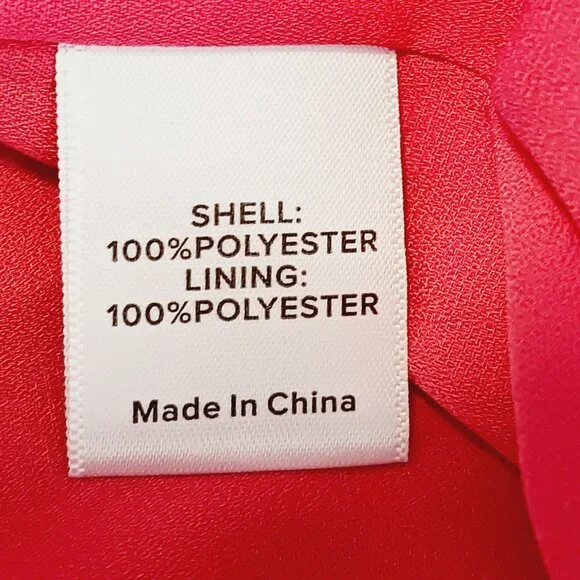 SHELL:
100%POLYESTER
LINING:
100%POLYESTER
Made In China